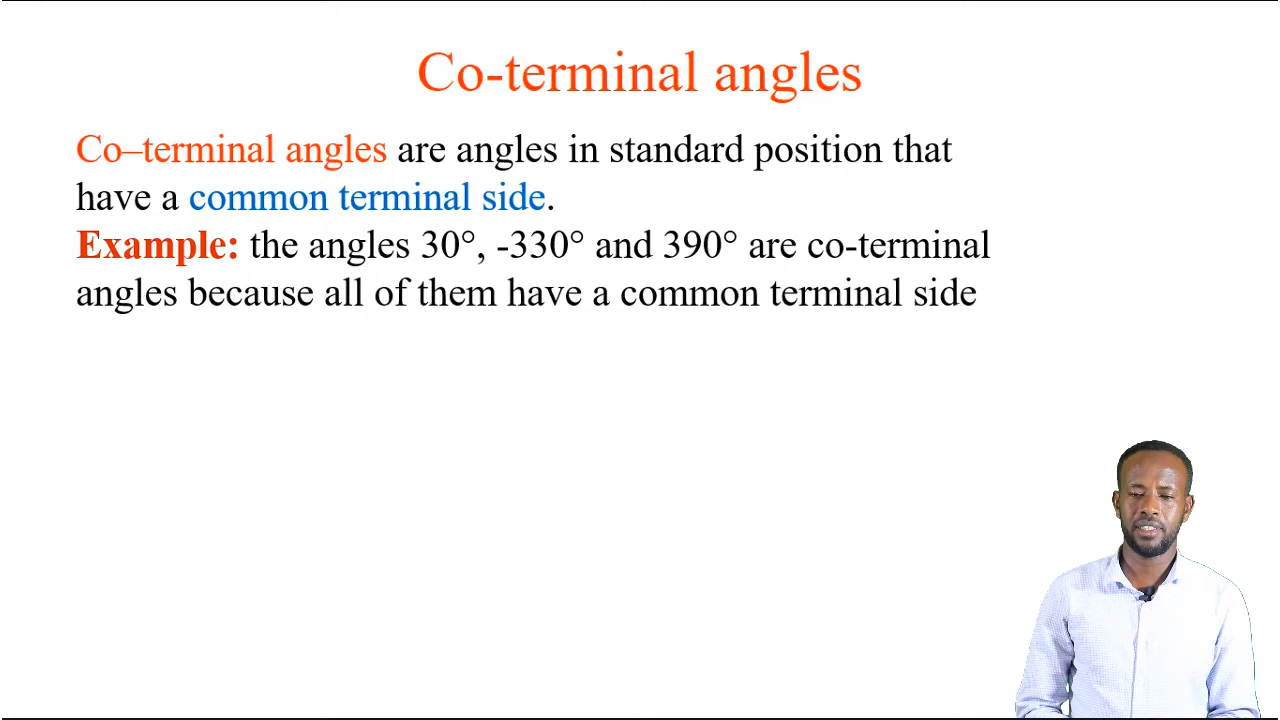 Co-terminal angles
Co–terminal angles are angles in standard position that
have a common terminal side.
Example: the angles 30°, -330° and 390° are co-terminal
angles because all of them have a common terminal side